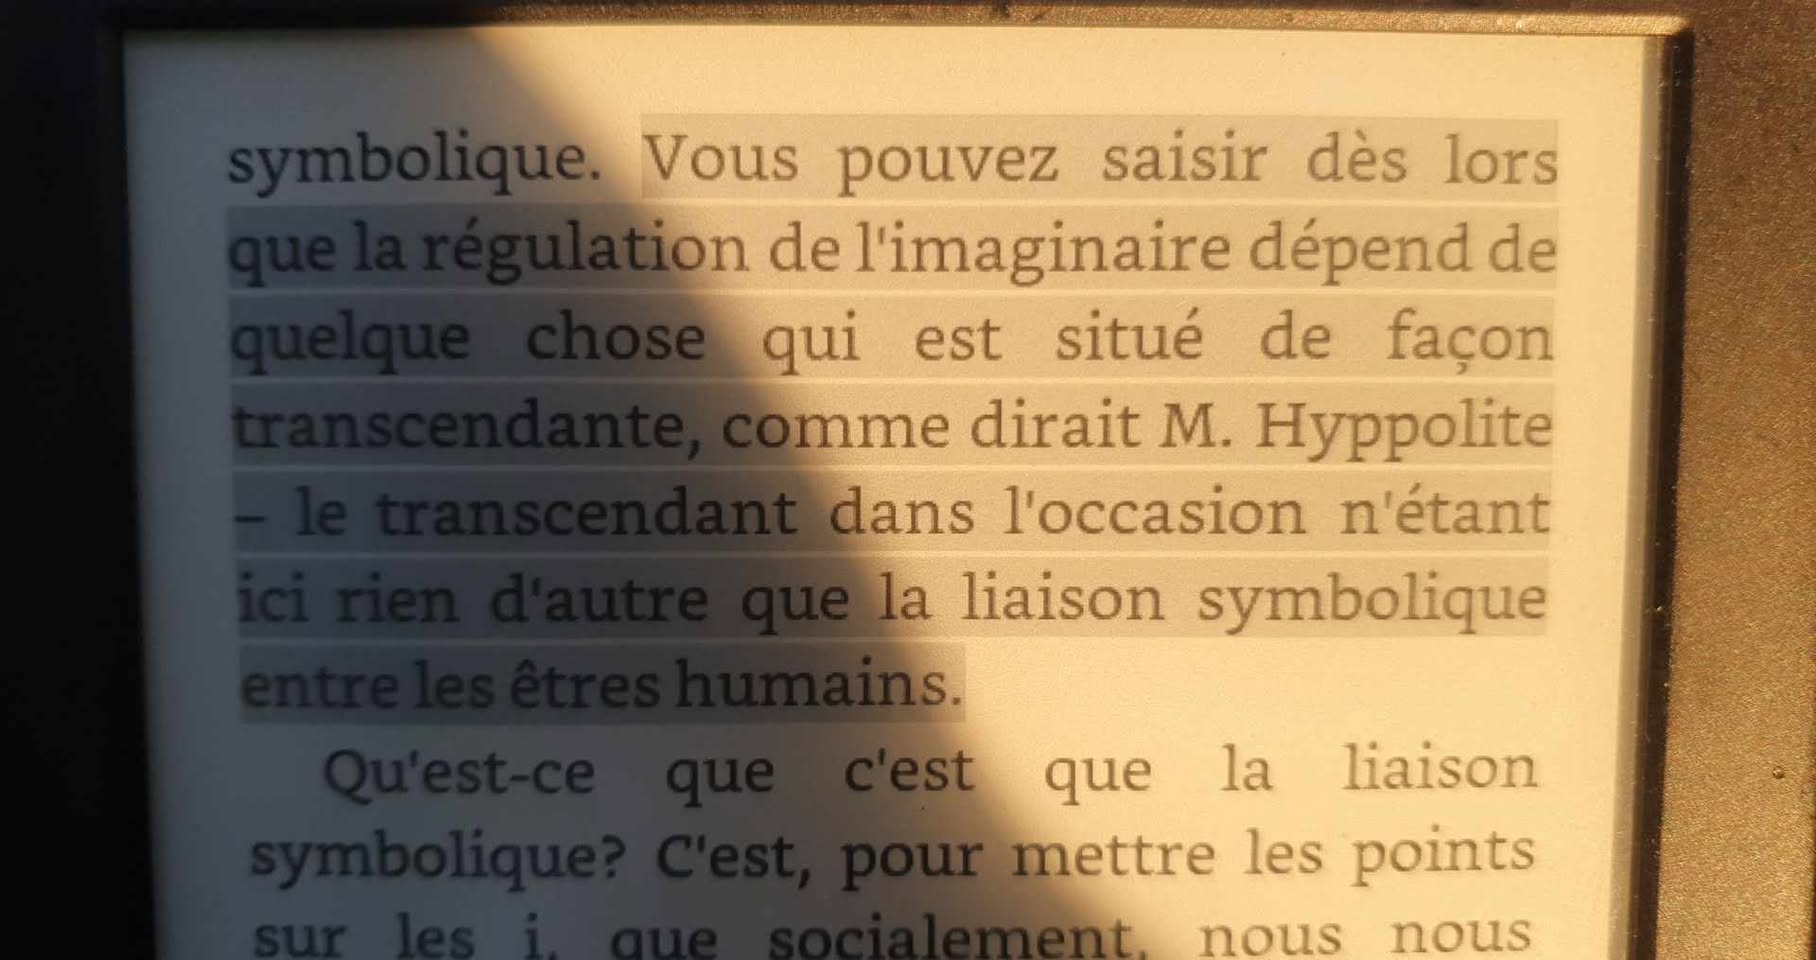 symbolique. Vous pouvez saisir dès lors
que la régulation de l'imaginaire dépend de
quelque chose qui est situé de façon
transcendante, comme dirait M. Hyppolite
– le transcendant dans l'occasion n'étant
ici rien d'autre que la liaison symbolique
entre les êtres humains.
Qu'est-ce que c'est que la liaison
symbolique? C'est, pour mettre les points
sur les i, que socialement, nous nous